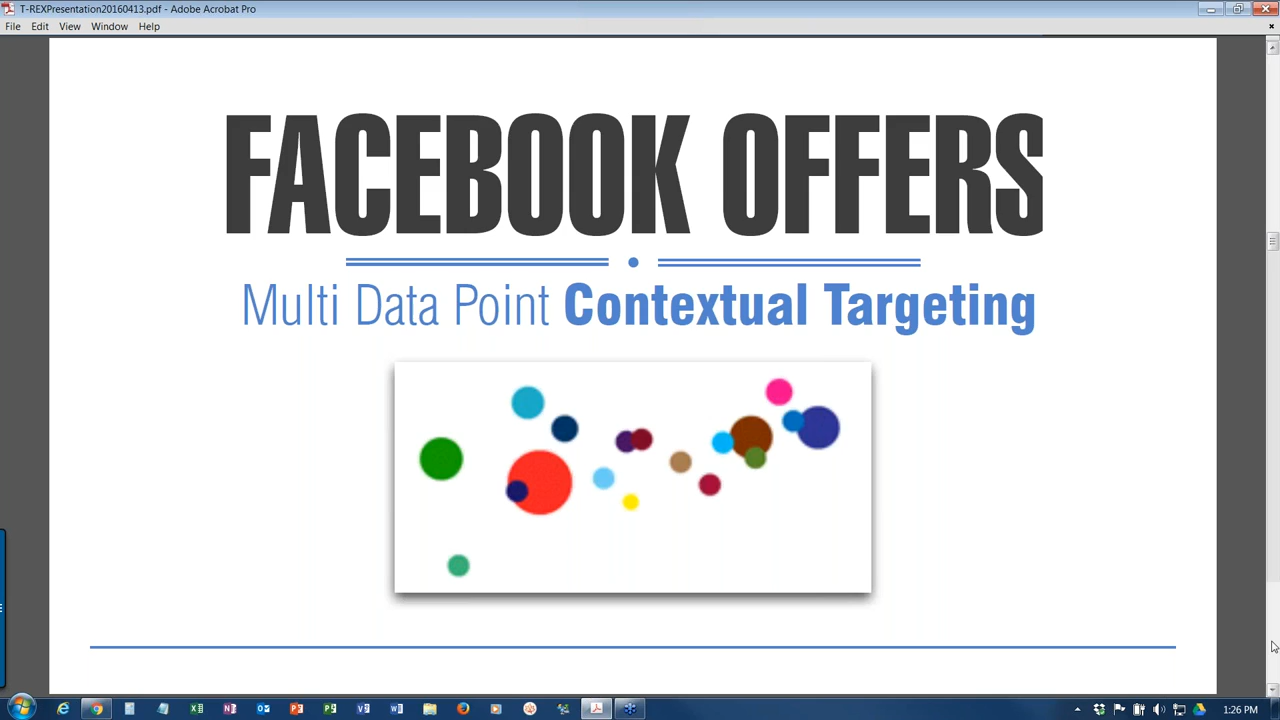 T-REXPresentation20160413.pdf - Adobe Acrobat Pro
File Edit View Window Help
FACEBOOK OFFERS
Multi Data Point Contextual Targeting
1:26 PM